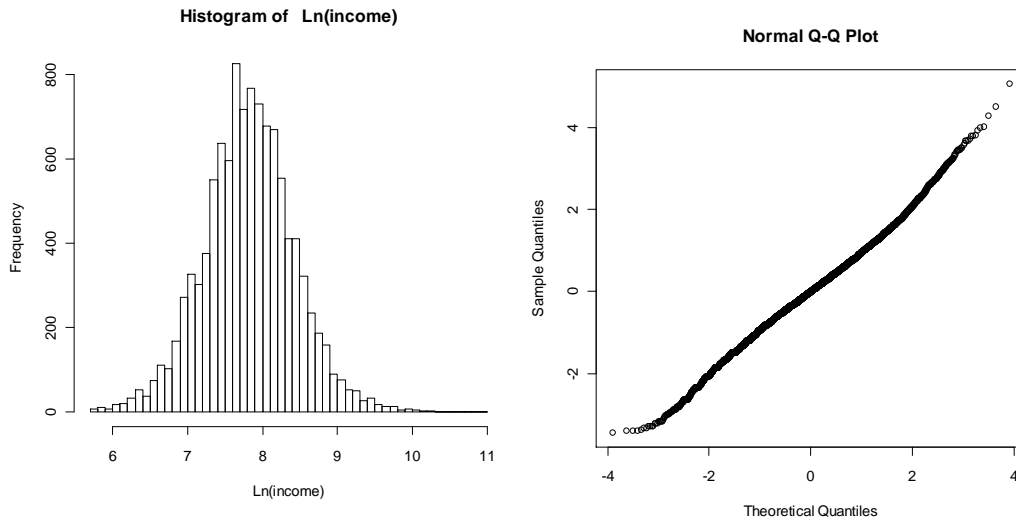 Histogram of Ln(income)
Frequency
0 200 400 600 800
6 7 8 9 10 11
Ln(income)
Normal Q-Q Plot
Sample Quantiles
-2 0 2 4
-4 -2 0 2 4
Theoretical Quantiles